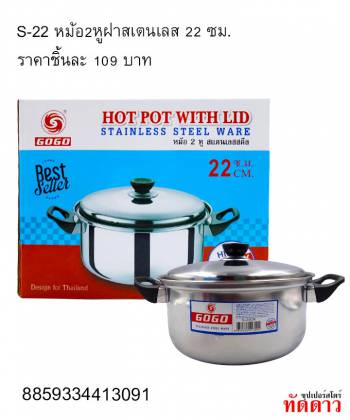 S-22 หม้อ2หูฝาสเตนเลส 22 ซม.
ราคาชิ้นละ 109 บาท
GOGO
HOT POT WITH LID
STAINLESS STEEL WARE
หม้อ 2 หู สแตนเลสสตีล
Best
Seller
22 ซ.ม.
CM.
Design for Thailand
GOGO
STAINLESS STEEL WARE
8859334413091
ซุปเปอร์สโตร์
ทัดดาว